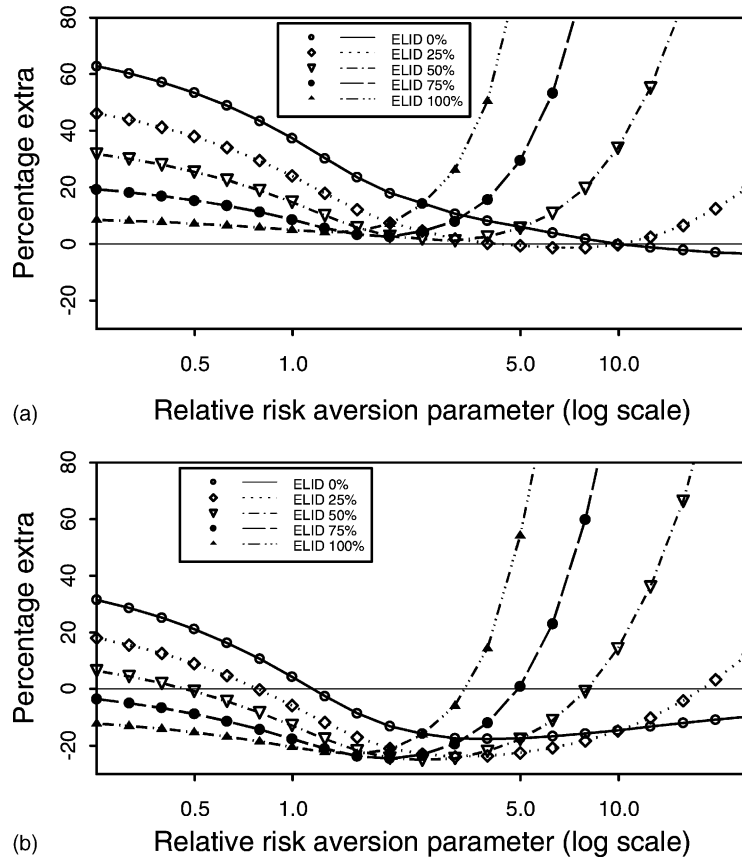 80
60
40
20
0
-20
Percentage extra
ELID 0%
ELID 25%
ELID 50%
ELID 75%
ELID 100%
0.5 1.0 5.0 10.0
(a) Relative risk aversion parameter (log scale)
80
60
40
20
0
-20
Percentage extra
ELID 0%
ELID 25%
ELID 50%
ELID 75%
ELID 100%
0.5 1.0 5.0 10.0
(b) Relative risk aversion parameter (log scale)